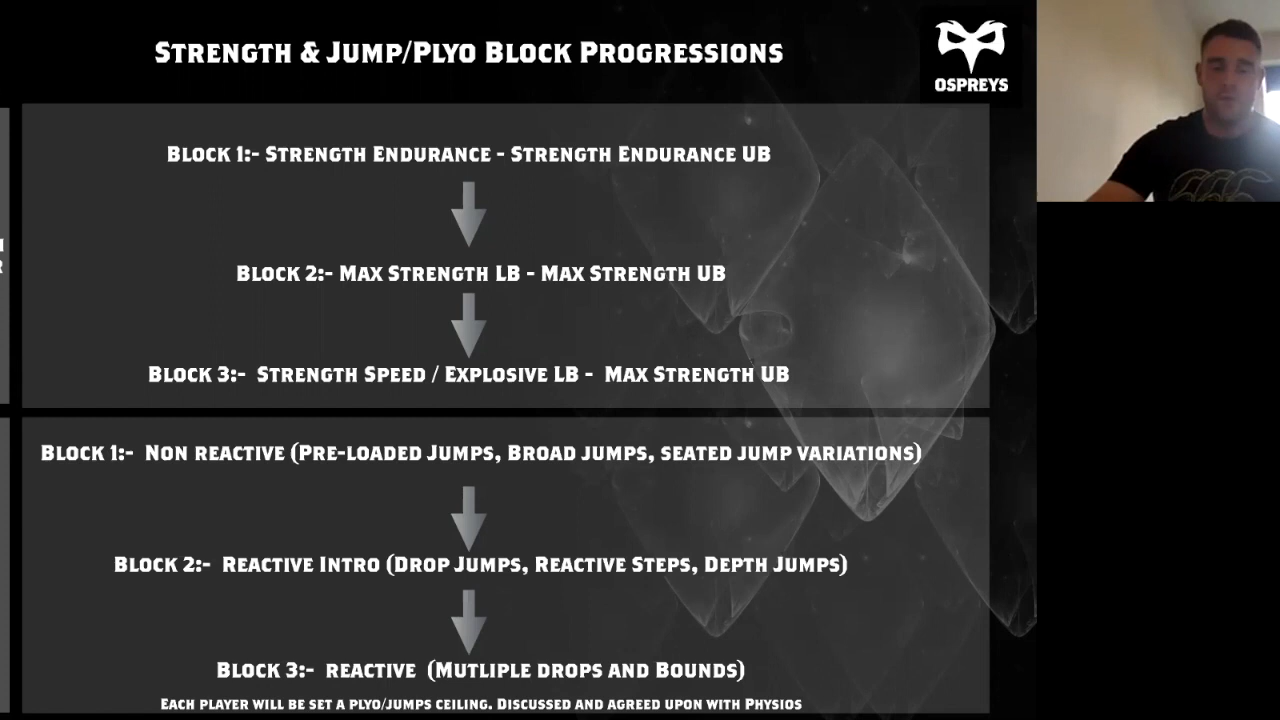 Strength & Jump/Plyo Block Progressions
OSPREYS
Block 1:- Strength Endurance - Strength Endurance UB
Block 2:- Max Strength LB - Max Strength UB
Block 3:- Strength Speed / Explosive LB - Max Strength UB
Block 1:- Non reactive (Pre-loaded Jumps, Broad jumps, seated jump variations)
Block 2:- Reactive Intro (Drop Jumps, Reactive Steps, Depth Jumps)
Block 3:- reactive (Mutliple drops and Bounds)
Each player will be set a plyo/jumps ceiling. Discussed and agreed upon with Physios